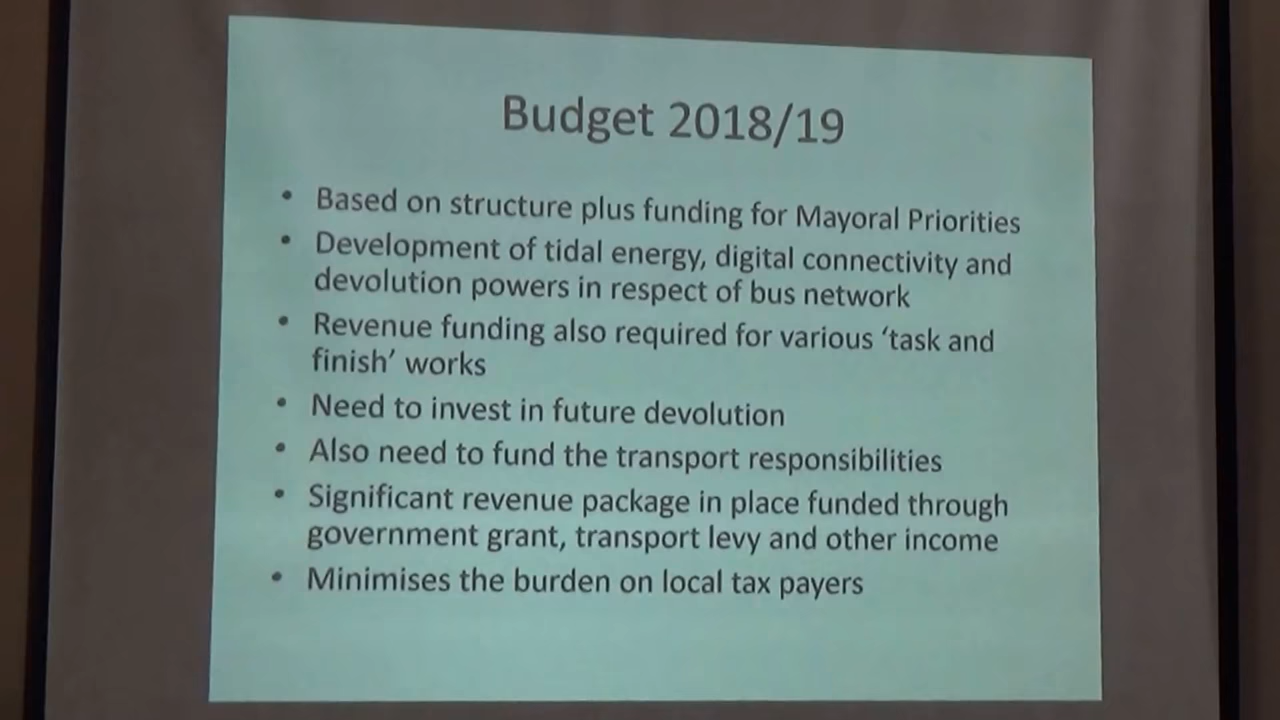 Budget 2018/19
• Based on structure plus funding for Mayoral Priorities
• Development of tidal energy, digital connectivity and
devolution powers in respect of bus network
• Revenue funding also required for various ‘task and
finish’ works
• Need to invest in future devolution
• Also need to fund the transport responsibilities
• Significant revenue package in place funded through
government grant, transport levy and other income
• Minimises the burden on local tax payers